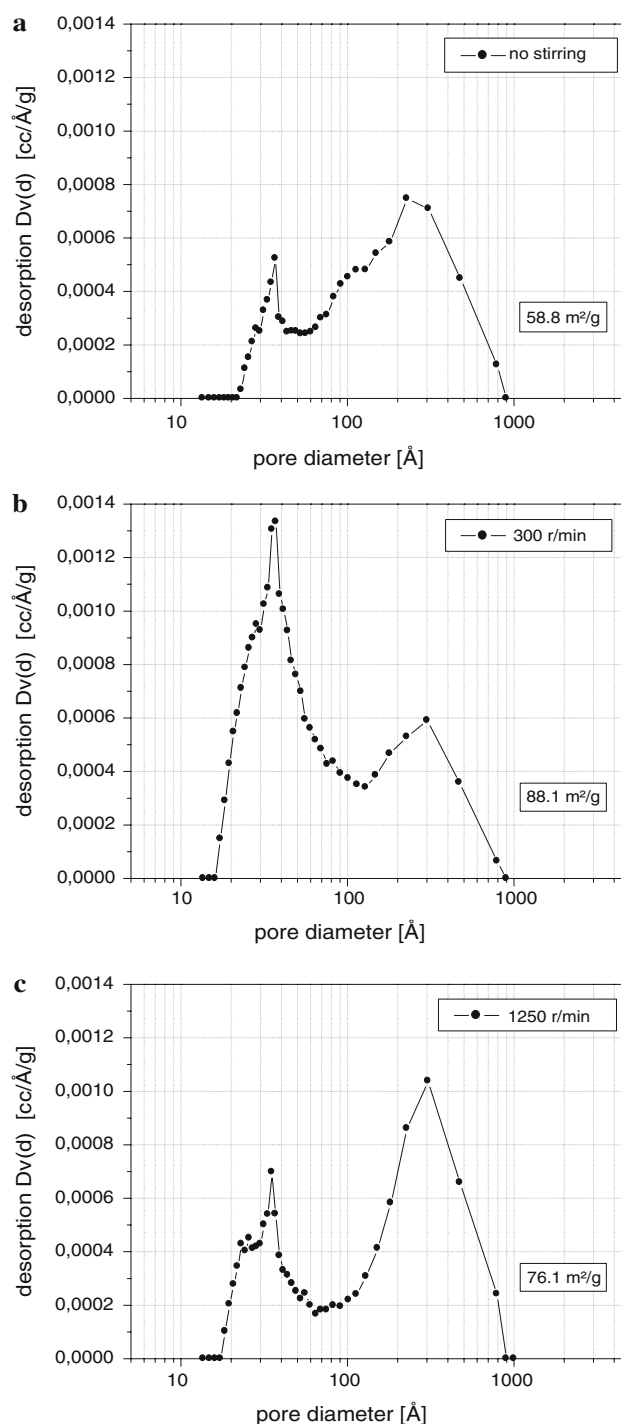 a
desorption Dv(d) [cc/Å/g]
0,0014
0,0012
0,0010
0,0008
0,0006
0,0004
0,0002
0,0000
no stirring
58.8 m²/g
10 100 1000
pore diameter [Å]
b
desorption Dv(d) [cc/Å/g]
0,0014
0,0012
0,0010
0,0008
0,0006
0,0004
0,0002
0,0000
300 r/min
88.1 m²/g
10 100 1000
pore diameter [Å]
c
desorption Dv(d) [cc/Å/g]
0,0014
0,0012
0,0010
0,0008
0,0006
0,0004
0,0002
0,0000
1250 r/min
76.1 m²/g
10 100 1000
pore diameter [Å]